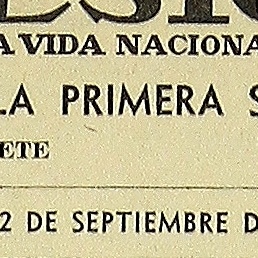 A VIDA NACIONA
LA PRIMERA S
ETE
2 DE SEPTIEMBRE D